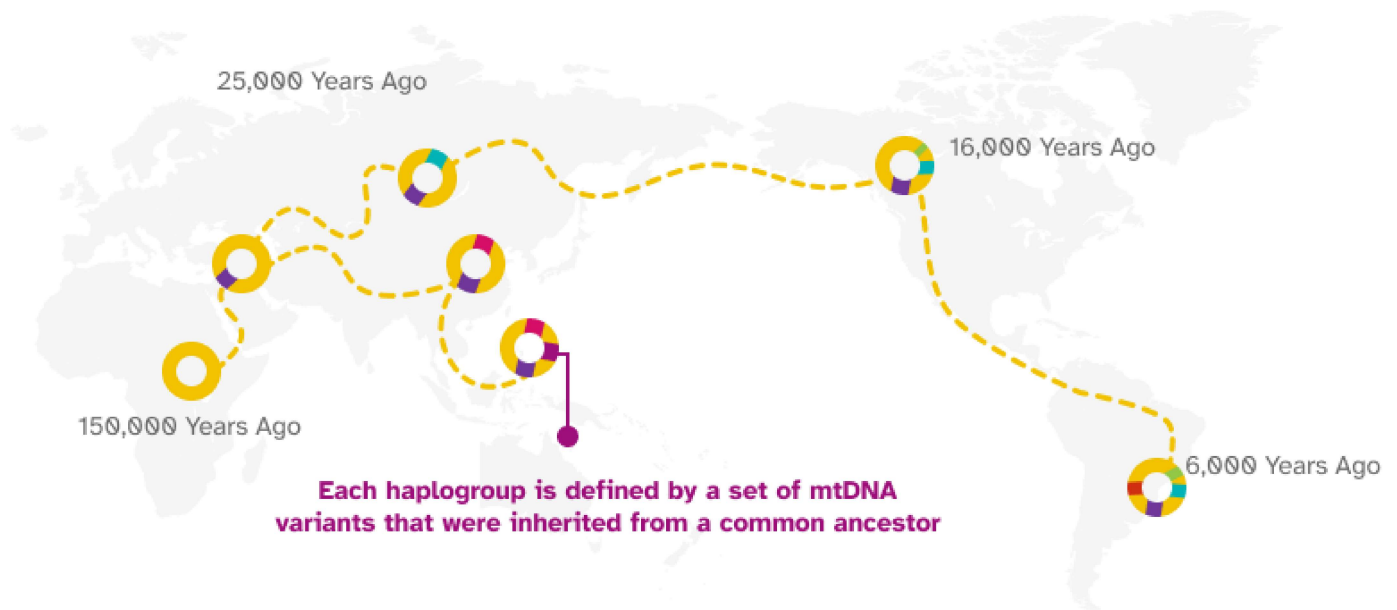 25,000 Years Ago
16,000 Years Ago
150,000 Years Ago
6,000 Years Ago
Each haplogroup is defined by a set of mtDNA
variants that were inherited from a common ancestor